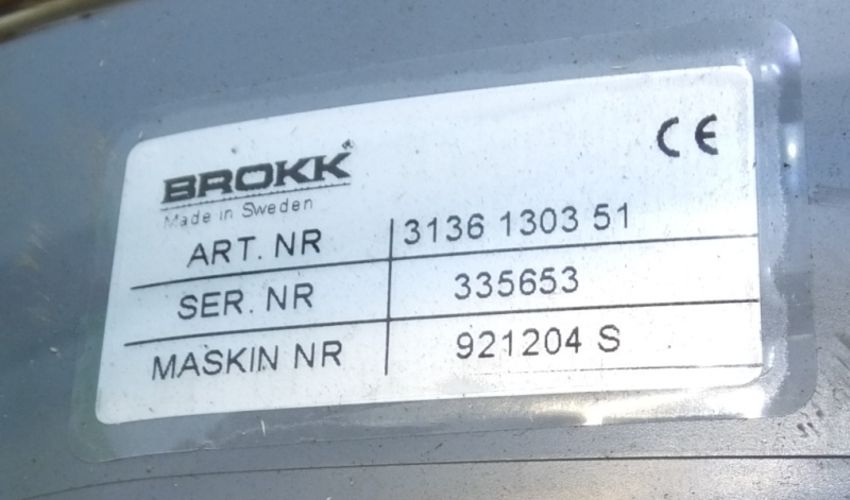 BROKK®
Made in Sweden
CE
ART. NR 3136 1303 51
SER. NR 335653
MASKIN NR 921204 S